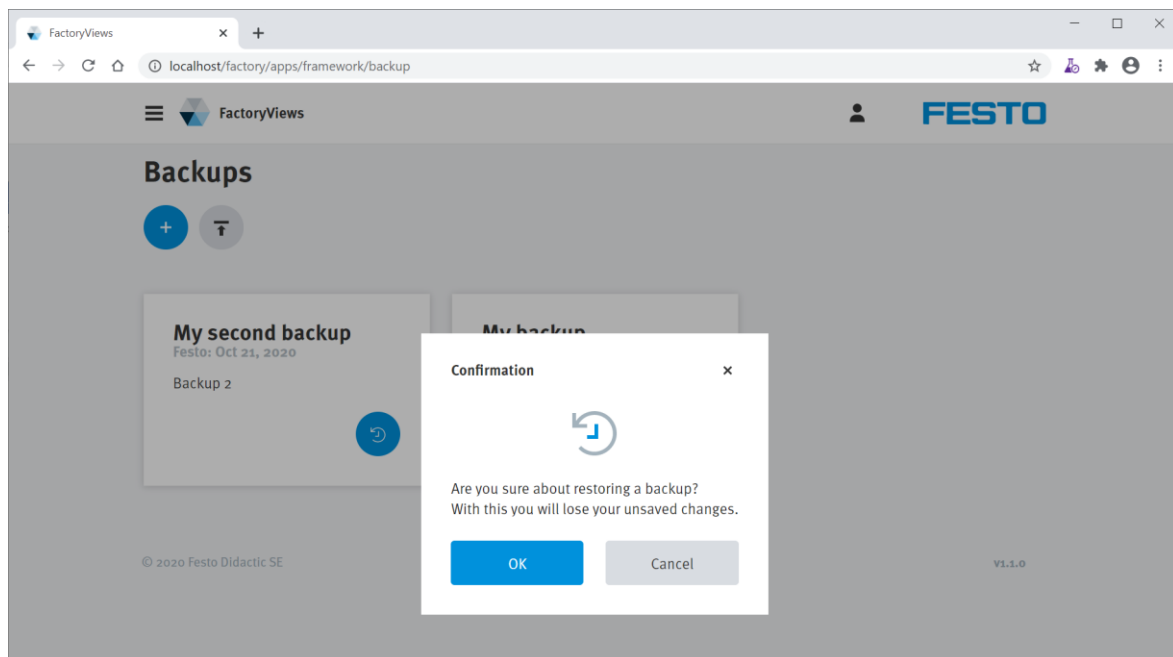 FactoryViews
localhost/factory/apps/framework/backup
FactoryViews
FESTO
Backups
My second backup
Festo: Oct 21, 2020
Backup 2
My backup
Confirmation
Are you sure about restoring a backup?
With this you will lose your unsaved changes.
OK
Cancel
© 2020 Festo Didactic SE
V1.1.0